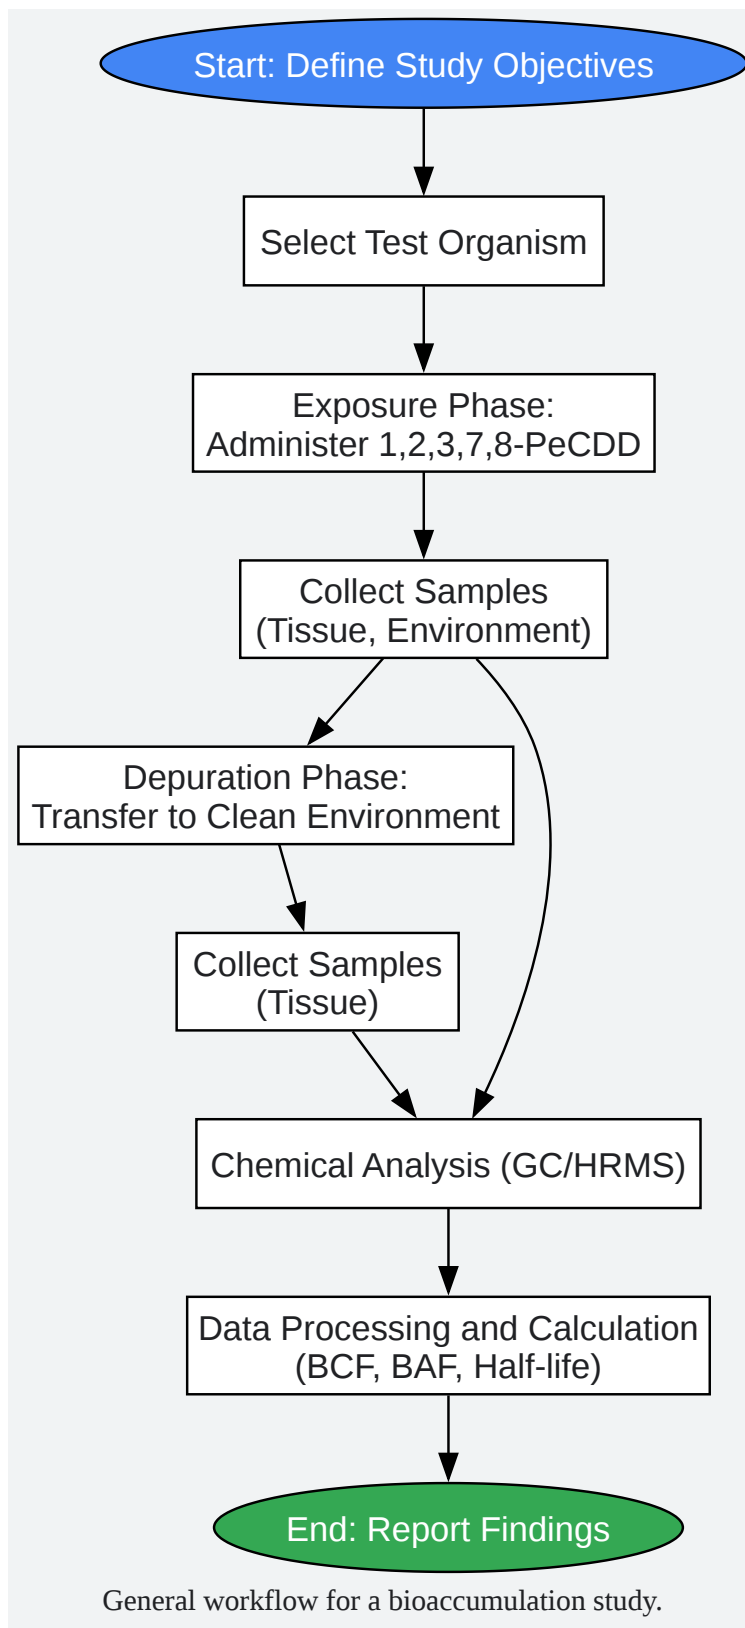 Start: Define Study Objectives
Select Test Organism
Exposure Phase:
Administer 1,2,3,7,8-PeCDD
Collect Samples
(Tissue, Environment)
Depuration Phase:
Transfer to Clean Environment
Collect Samples
(Tissue)
Chemical Analysis (GC/HRMS)
Data Processing and Calculation
(BCF, BAF, Half-life)
End: Report Findings
General workflow for a bioaccumulation study.